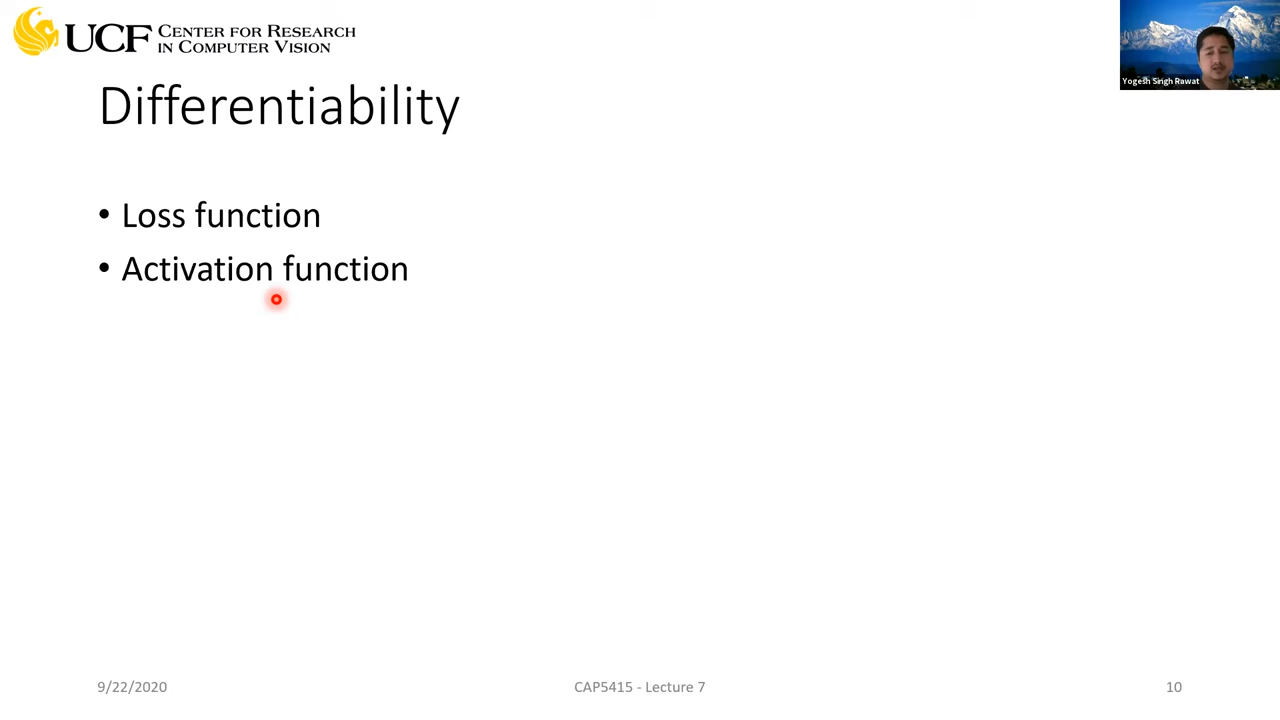 UCF CENTER FOR RESEARCH
IN COMPUTER VISION
Yogesh Singh Rawat
Differentiability
• Loss function
• Activation function
9/22/2020
CAP5415 - Lecture 7
10